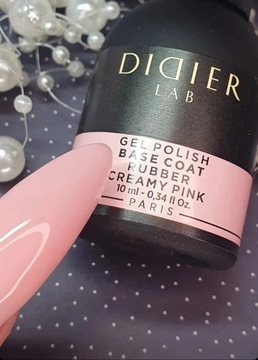 DIDIER
LAB
GEL POLISH
BASE COAT
RUBBER
CREAMY PINK
10 ml - 0,34 fl Oz.
PARIS